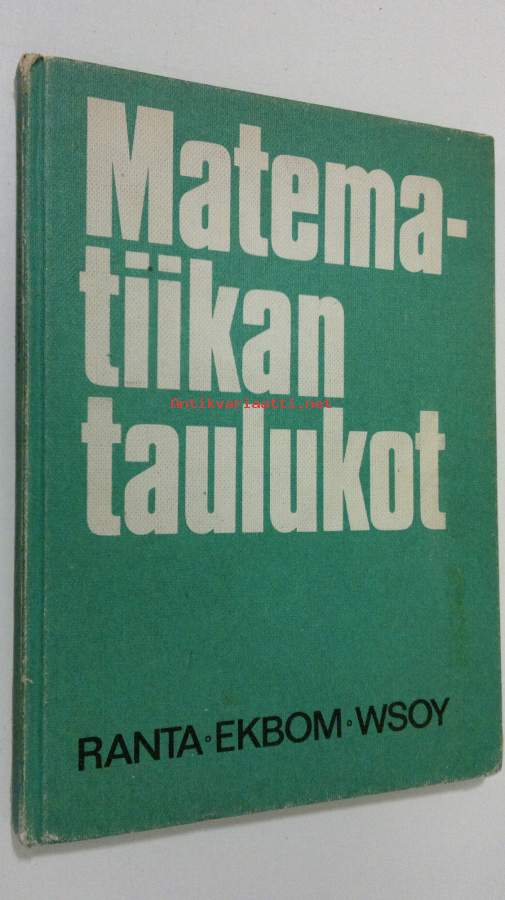 Matema-
tiikan
Antikvariaatti.net
taulukot
RANTA•EKBOM•WSOY